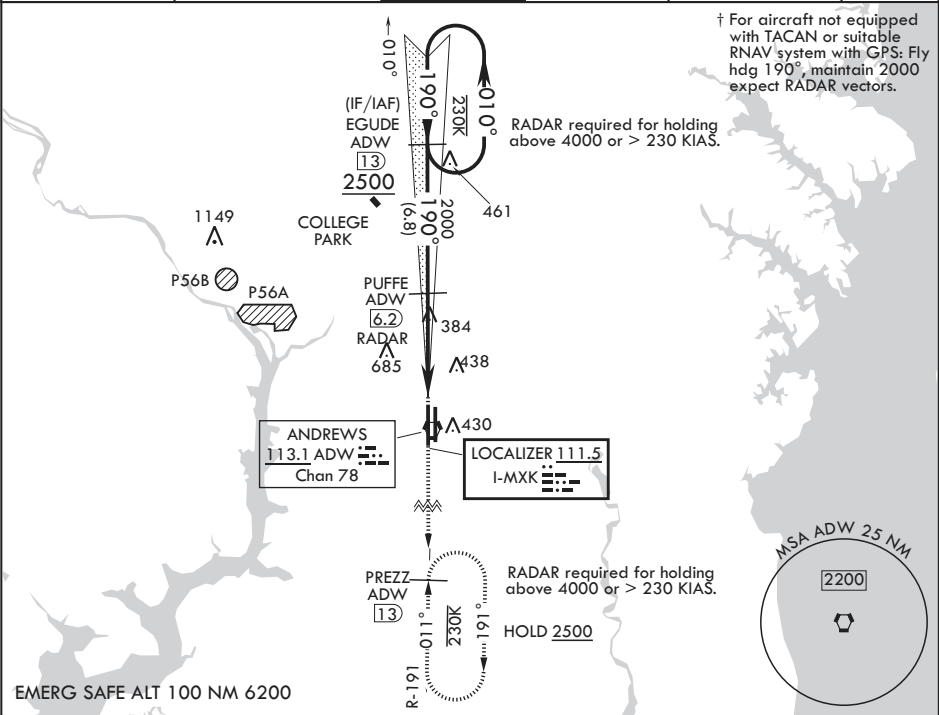 † For aircraft not equipped
with TACAN or suitable
RNAV system with GPS: Fly
hdg 190°, maintain 2000
expect RADAR vectors.
010°
190°
230K
010°
(IF/IAF)
EGUDE
ADW
13
2500
RADAR required for holding
above 4000 or > 230 KIAS.
461
COLLEGE
PARK
2000
190°
(6.8)
1149
P56B
P56A
PUFFE
ADW
6.2
RADAR
384
685
438
430
ANDREWS
113.1 ADW
Chan 78
LOCALIZER 111.5
I-MXK
PREZZ
ADW
13
RADAR required for holding
above 4000 or > 230 KIAS.
011°
230K
191°
HOLD 2500
R-191
MSA ADW 25 NM
2200
EMERG SAFE ALT 100 NM 6200